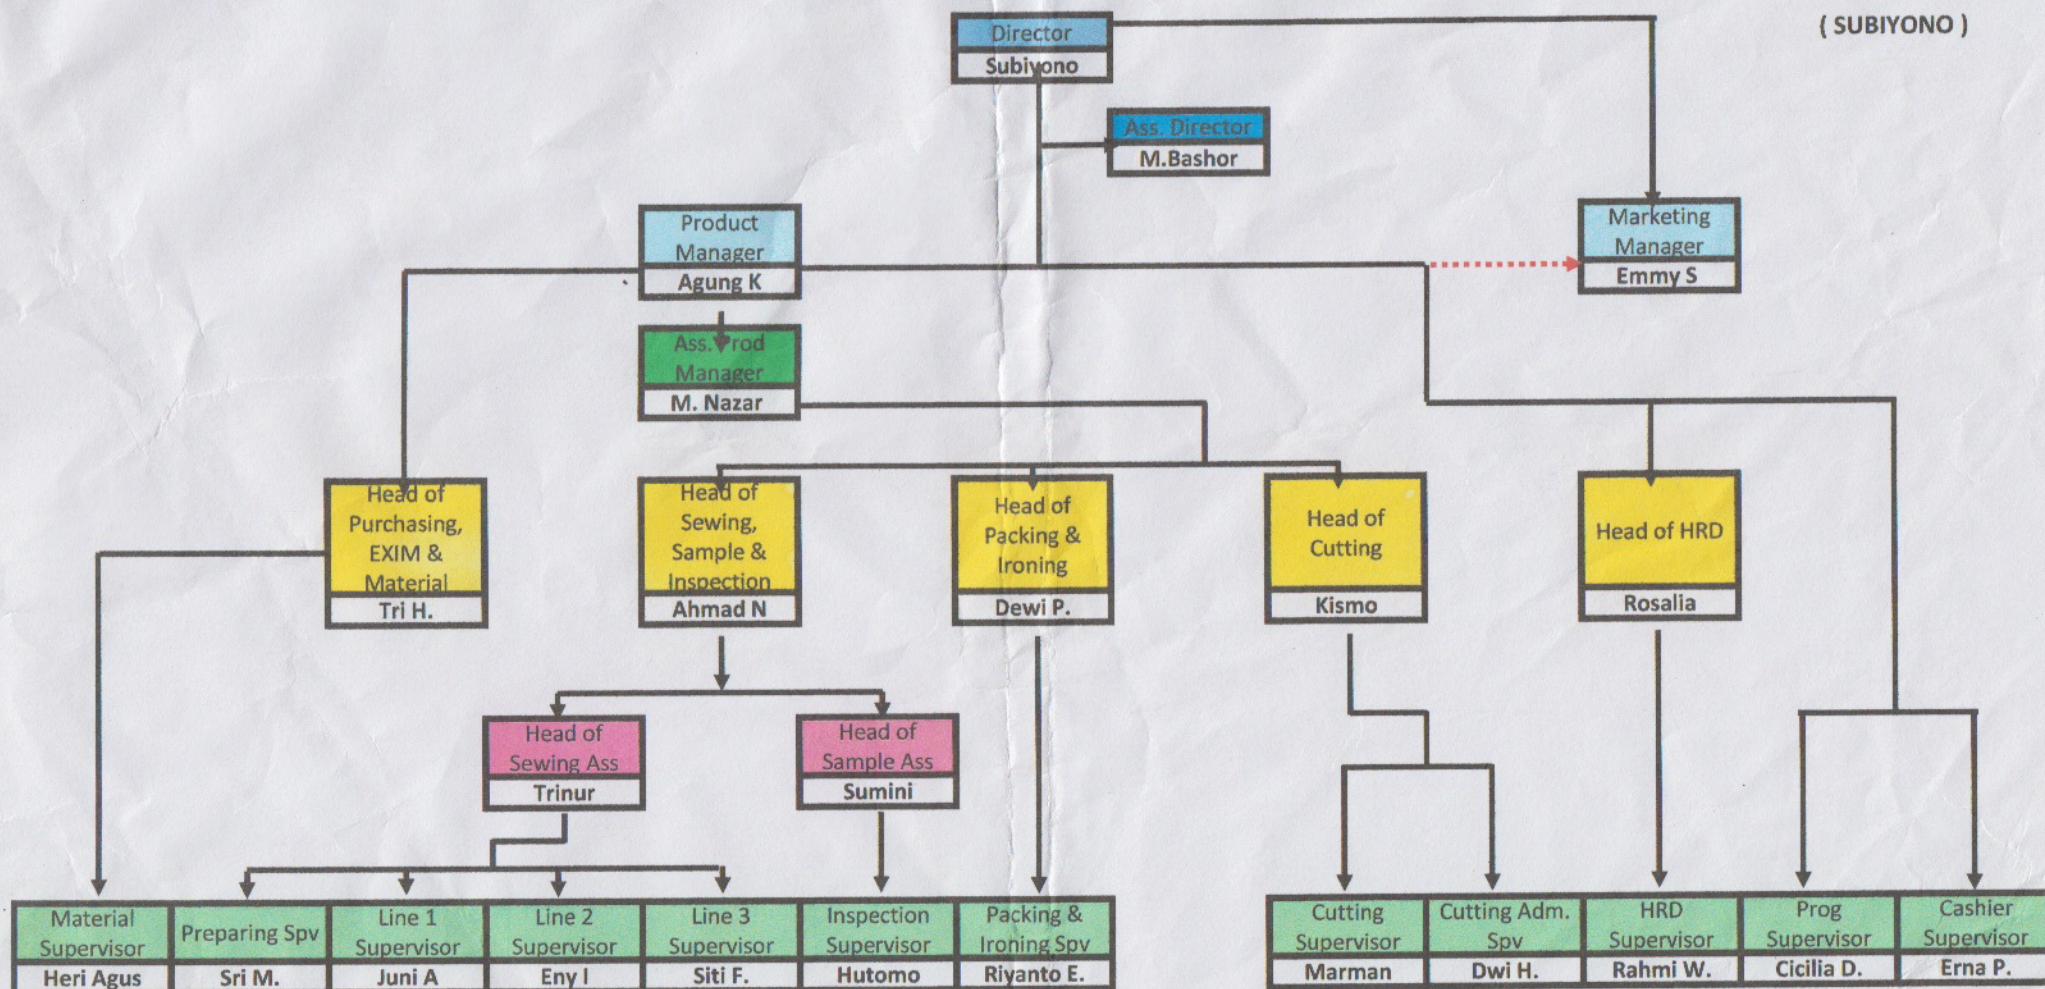 ( SUBIYONO )
Director
Subiyono
Ass. Director
M.Bashor
Product
Manager
Agung K
Marketing
Manager
Emmy S
Ass. Prod
Manager
M. Nazar
Head of
Purchasing,
EXIM &
Material
Tri H.
Head of
Sewing,
Sample &
Inspection
Ahmad N
Head of
Packing &
Ironing
Dewi P.
Head of
Cutting
Kismo
Head of HRD
Rosalia
Head of
Sewing Ass
Trinur
Head of
Sample Ass
Sumini
Material
Supervisor
Heri Agus
Preparing Spv
Sri M.
Line 1
Supervisor
Juni A
Line 2
Supervisor
Eny I
Line 3
Supervisor
Siti F.
Inspection
Supervisor
Hutomo
Packing &
Ironing Spv
Riyanto E.
Cutting
Supervisor
Marman
Cutting Adm.
Spv
Dwi H.
HRD
Supervisor
Rahmi W.
Prog
Supervisor
Cicilia D.
Cashier
Supervisor
Erna P.